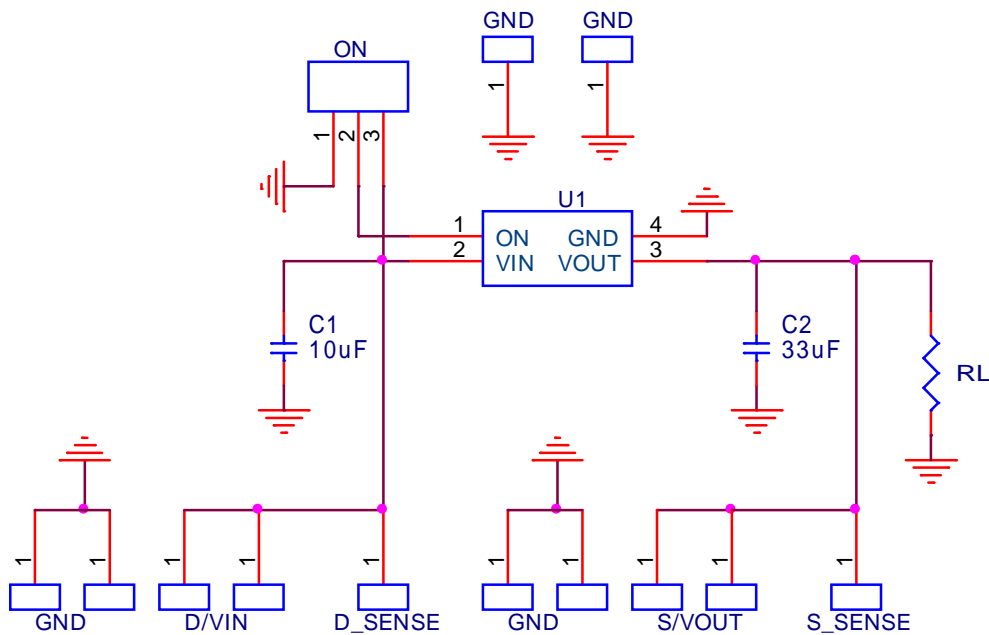 GND GND
ON
1 1
1 2 3
U1
1 ON GND 4
2 VIN VOUT 3
C1 C2
10uF 33uF
RL
1 1 1 1 1 1 1 1 1 1
GND D/VIN D_SENSE GND S/VOUT S_SENSE